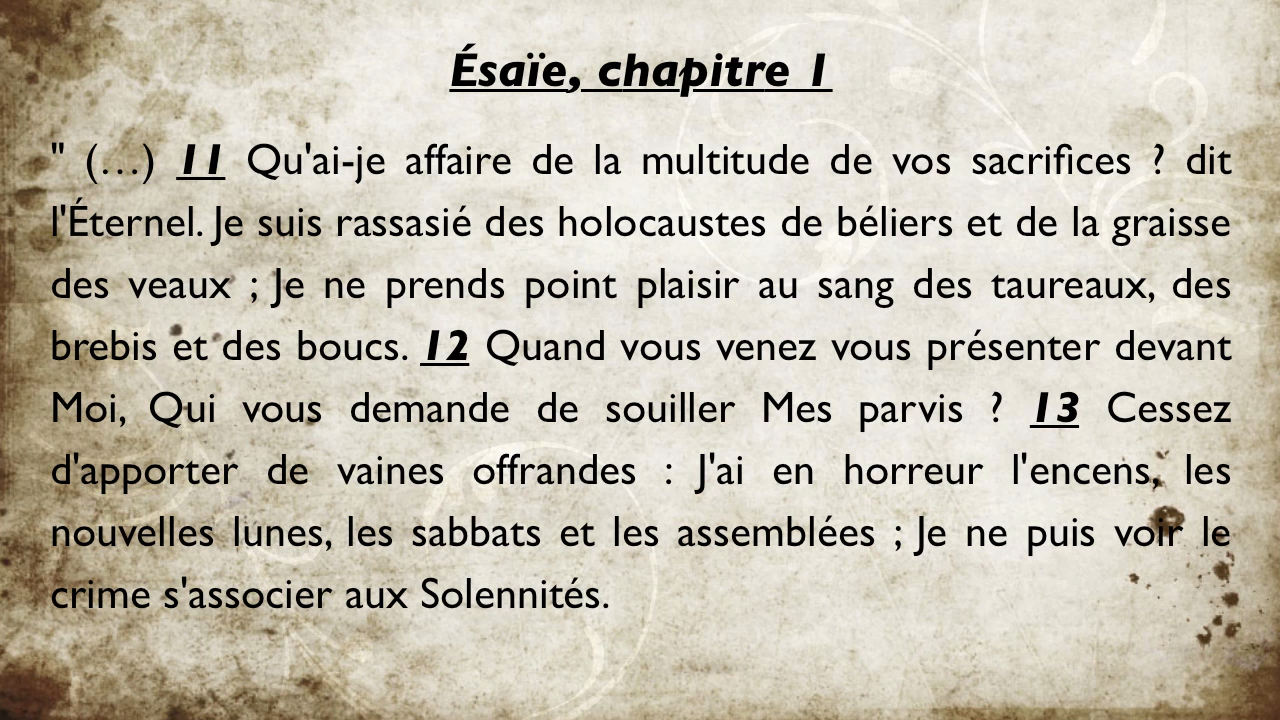 Ésaïe, chapitre 1
" (…) 11 Qu'ai-je affaire de la multitude de vos sacrifices ? dit
l'Éternel. Je suis rassasié des holocaustes de béliers et de la graisse
des veaux ; Je ne prends point plaisir au sang des taureaux, des
brebis et des boucs. 12 Quand vous venez vous présenter devant
Moi, Qui vous demande de souiller Mes parvis ? 13 Cessez
d'apporter de vaines offrandes : J'ai en horreur l'encens, les
nouvelles lunes, les sabbats et les assemblées ; Je ne puis voir le
crime s'associer aux Solennités.